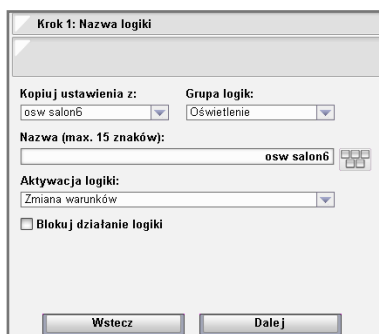 Krok 1: Nazwa logiki
Kopiuj ustawienia z: Grupa logik:
osw salon6 Oświetlenie
Nazwa (max. 15 znaków):
osw salon6
Aktywacja logiki:
Zmiana warunków
Blokuj działanie logiki
Wstecz Dalej